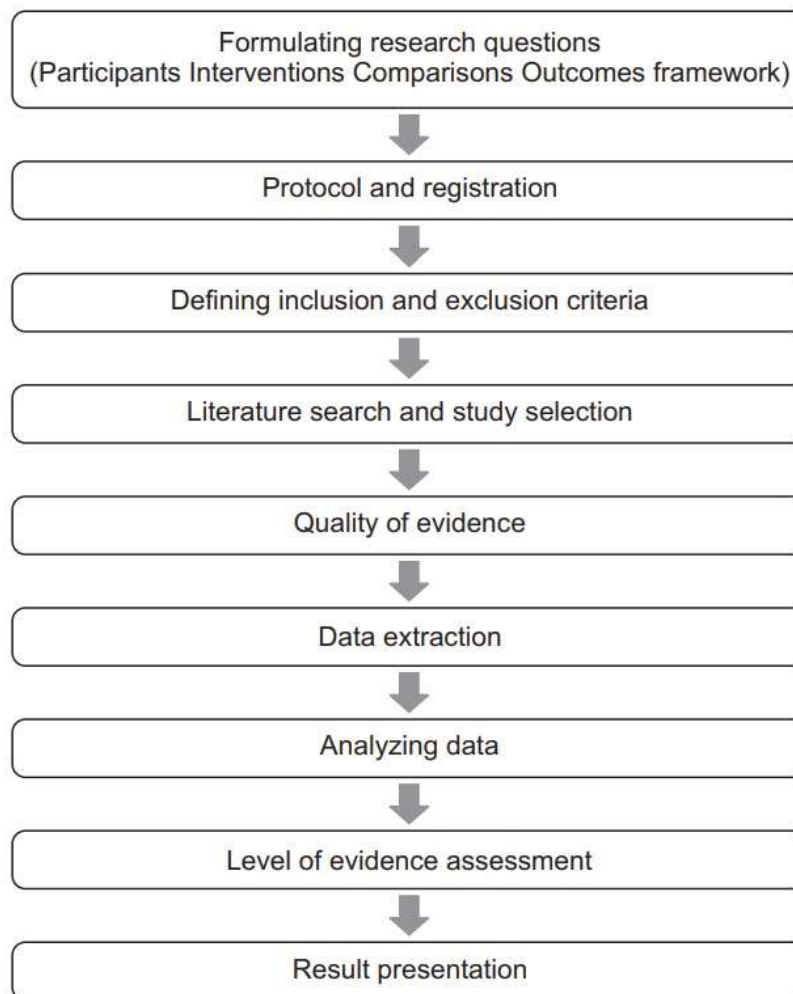 Formulating research questions
(Participants Interventions Comparisons Outcomes framework)
Protocol and registration
Defining inclusion and exclusion criteria
Literature search and study selection
Quality of evidence
Data extraction
Analyzing data
Level of evidence assessment
Result presentation